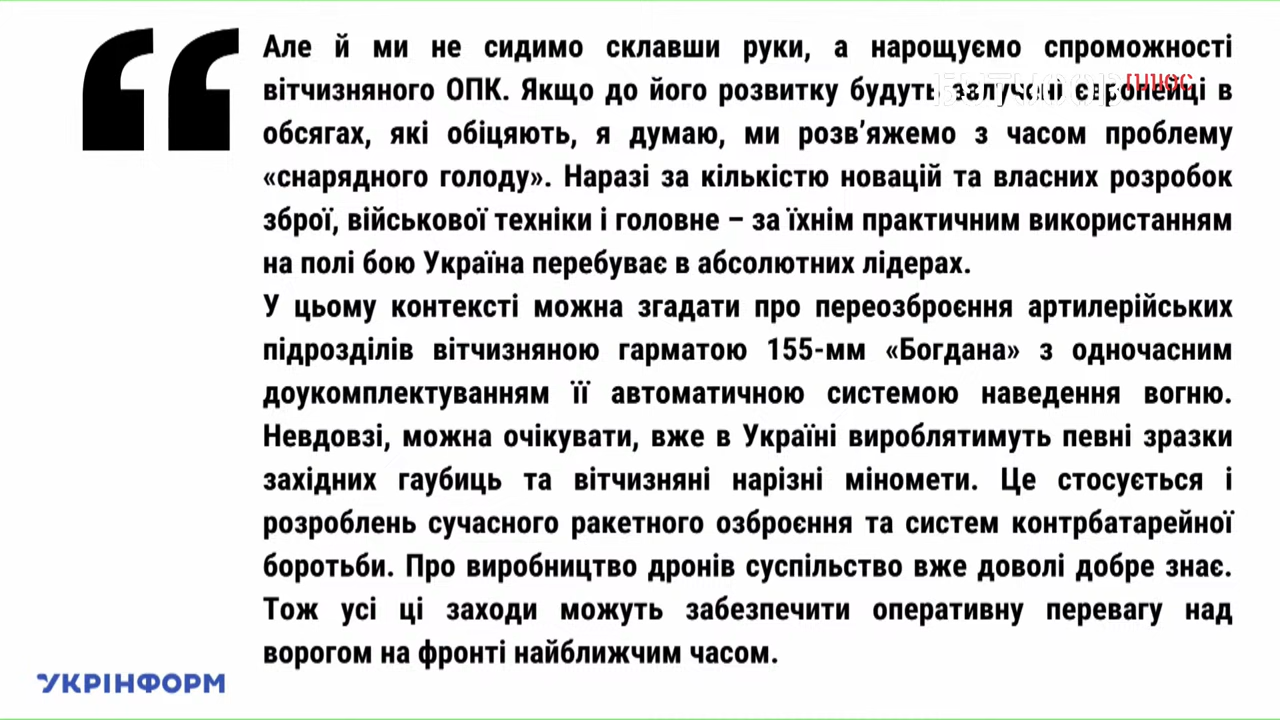 Але й ми не сидимо склавши руки, а нарощуємо спроможності
вітчизняного ОПК. Якщо до його розвитку будуть залучені європейці в
обсягах, які обіцяють, я думаю, ми розв’яжемо з часом проблему
«снарядного голоду». Наразі за кількістю новацій та власних розробок
зброї, військової техніки і головне – за їхнім практичним використанням
на полі бою Україна перебуває в абсолютних лідерах.
У цьому контексті можна згадати про переозброєння артилерійських
підрозділів вітчизняною гарматою 155-мм «Богдана» з одночасним
доукомплектуванням її автоматичною системою наведення вогню.
Невдовзі, можна очікувати, вже в Україні вироблятимуть певні зразки
західних гаубиць та вітчизняні нарізні міномети. Це стосується і
розроблень сучасного ракетного озброєння та систем контрбатарейної
боротьби. Про виробництво дронів суспільство вже доволі добре знає.
Тож усі ці заходи можуть забезпечити оперативну перевагу над
ворогом на фронті найближчим часом.
УКРІНФОРМ